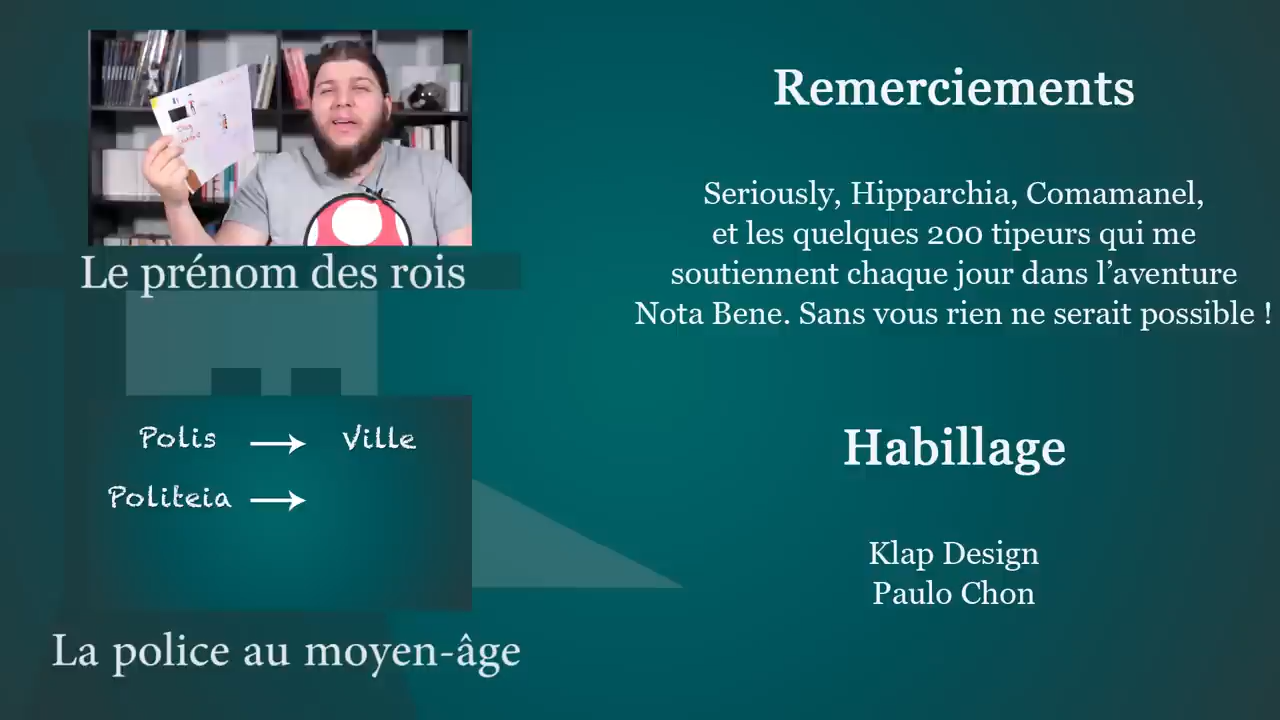 Le prénom des rois
Polis → Ville
Politeia →
La police au moyen-âge
Remerciements
Seriously, Hipparchia, Comamanel,
et les quelques 200 tipeurs qui me
soutiennent chaque jour dans l’aventure
Nota Bene. Sans vous rien ne serait possible !
Habillage
Klap Design
Paulo Chon